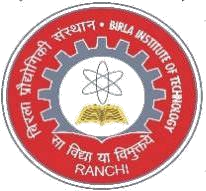 बिरला प्रौद्योगिकी संस्थान • BIRLA INSTITUTE OF TECHNOLOGY
सा विद्या या विमुक्तये
RANCHI